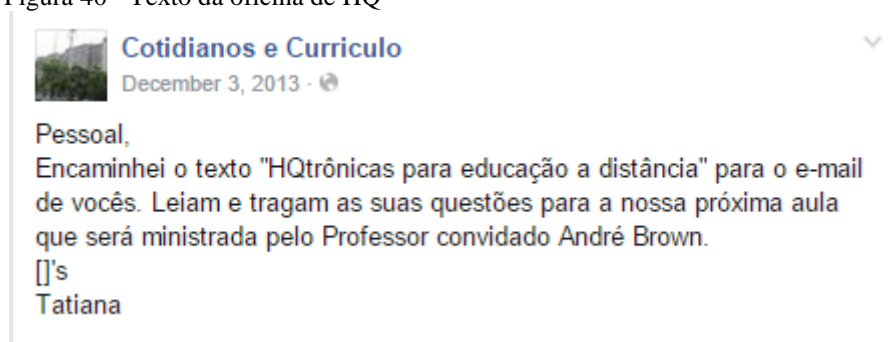 Figura 40 - Texto da oficina de HQ
Cotidianos e Curriculo
December 3, 2013 ·
Pessoal,
Encaminhei o texto "HQtrônicas para educação a distância" para o e-mail
de vocês. Leiam e tragam as suas questões para a nossa próxima aula
que será ministrada pelo Professor convidado André Brown.
[]'s
Tatiana